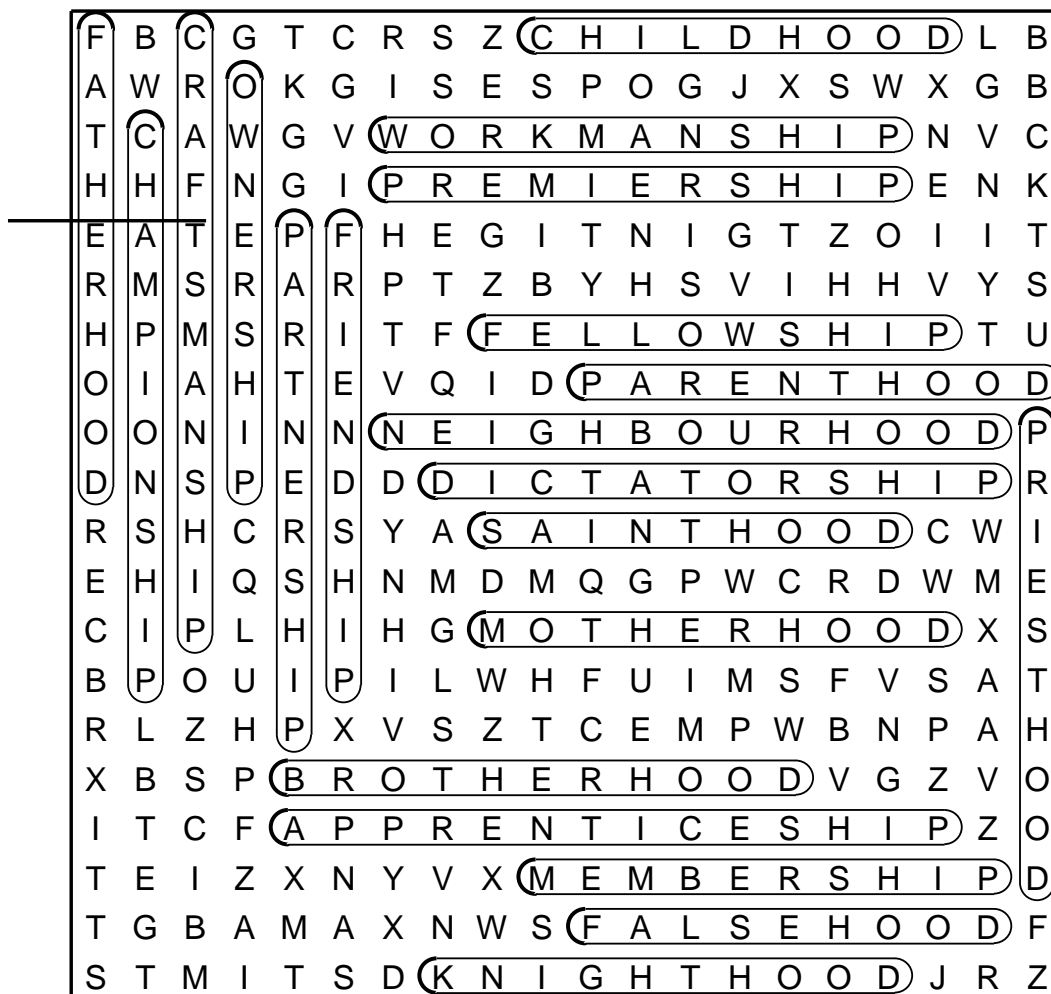 F B C G T C R S Z C H I L D H O O D L B
A W R O K G I S E S P O G J X S W X G B
T C A W G V W O R K M A N S H I P N V C
H H F N G I P R E M I E R S H I P E N K
E A T E P F H E G I T N I G T Z O I I T
R M S R A R P T Z B Y H S V I H H V Y S
H P M S R I T F F E L L O W S H I P T U
O I A H T E V Q I D P A R E N T H O O D
O O N I N N N E I G H B O U R H O O D P
D N S P E D D D I C T A T O R S H I P R
R S H C R S Y A S A I N T H O O D C W I
E H I Q S H N M D M Q G P W C R D W M E
C I P L H I H G M O T H E R H O O D X S
B P O U I P I L W H F U I M S F V S A T
R L Z H P X V S Z T C E M P W B N P A H
X B S P B R O T H E R H O O D V G Z V O
I T C F A P P R E N T I C E S H I P Z O
T E I Z X N Y V X M E M B E R S H I P D
T G B A M A X N W S F A L S E H O O D F
S T M I T S D K N I G H T H O O D J R Z